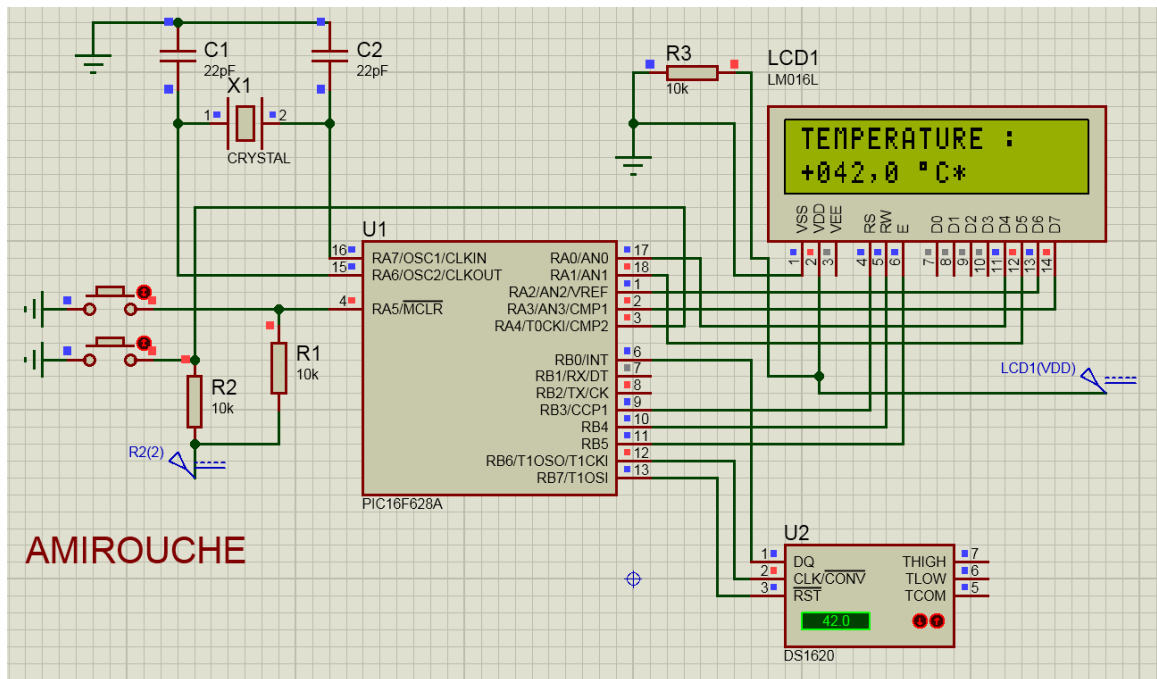 C1
22pF
C2
22pF
X1
1
2
CRYSTAL
R3
10k
LCD1
LM016L
TEMPERATURE :
+042,0 °C*
VSS
VDD
VEE
RS
RW
E
D0
D1
D2
D3
D4
D5
D6
D7
1
2
3
4
5
6
7
8
9
10
11
12
13
14
U1
16 RA7/OSC1/CLKIN
15 RA6/OSC2/CLKOUT
4 RA5/MCLR
RA0/AN0 17
RA1/AN1 18
RA2/AN2/VREF 1
RA3/AN3/CMP1 2
RA4/T0CKI/CMP2 3
RB0/INT 6
RB1/RX/DT 7
RB2/TX/CK 8
RB3/CCP1 9
RB4 10
RB5 11
RB6/T1OSO/T1CKI 12
RB7/T1OSI 13
PIC16F628A
R1
10k
R2
10k
R2(2)
LCD1(VDD)
AMIROUCHE
U2
1 DQ
2 CLK/CONV
3 RST
THIGH 7
TLOW 6
TCOM 5
42.0
DS1620